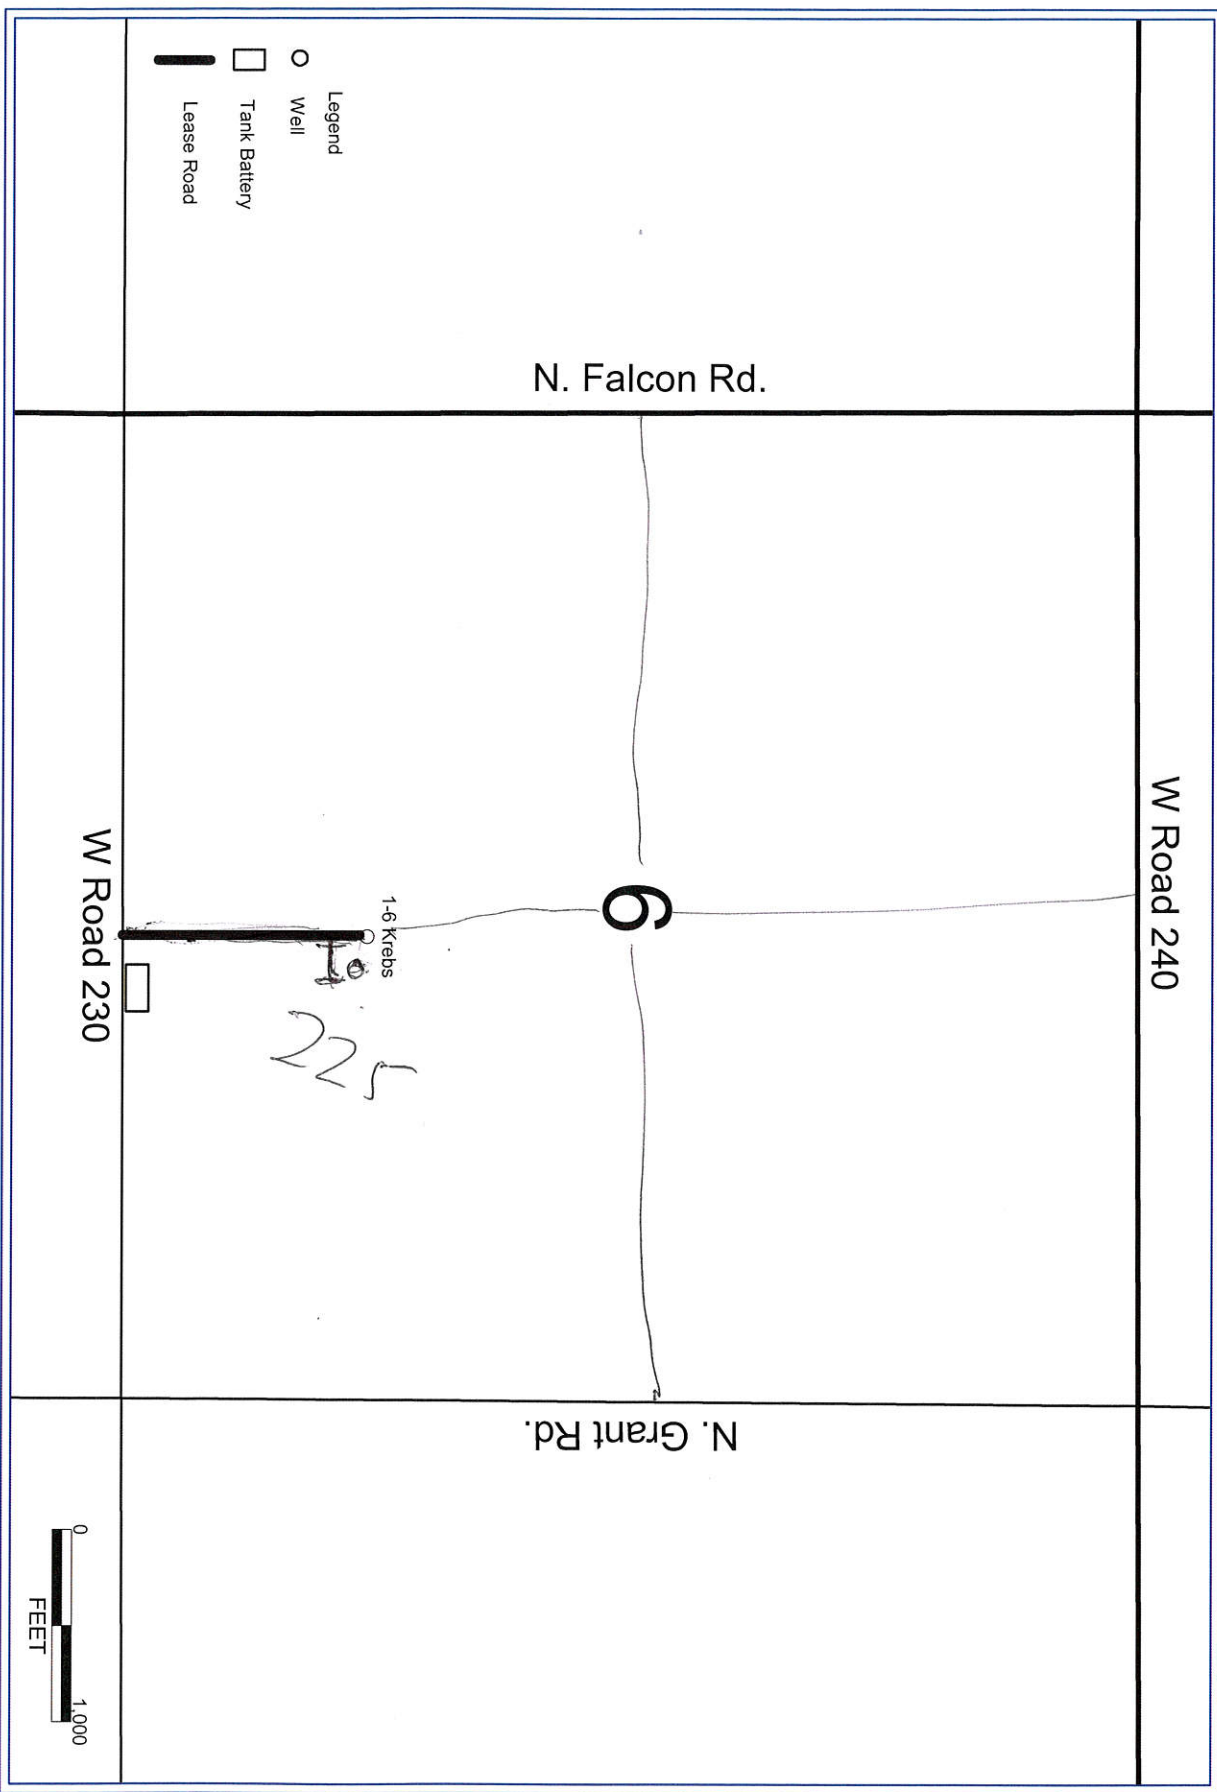 W Road 240
Legend
Well
Tank Battery
Lease Road
N. Falcon Rd.
6
N. Grant Rd.
1-6 Krebs
225
W Road 230
0
1,000
FEET